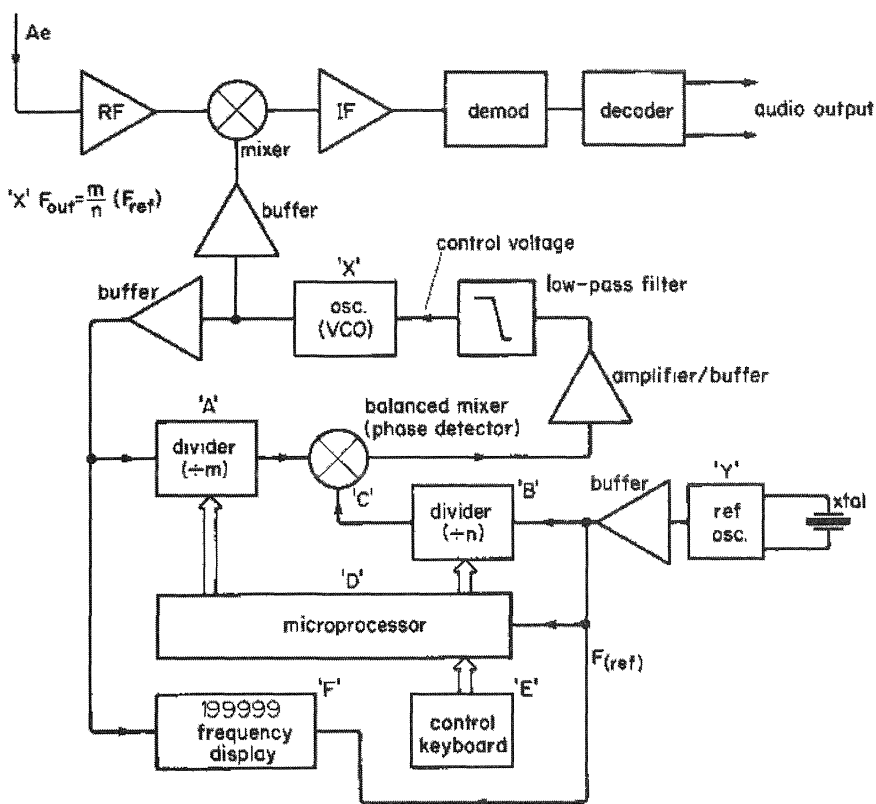 Ae
RF
mixer
IF
demod
decoder
audio output
'X' Fout=m/n (Fref)
buffer
control voltage
buffer
'X'
osc.
(VCO)
low-pass filter
amplifier/buffer
'A'
divider
(÷m)
balanced mixer
(phase detector)
'C'
divider
(÷n)
'B'
buffer
'Y'
ref
osc.
xtal
'D'
microprocessor
F(ref)
'E'
control
keyboard
'F'
199999
frequency
display